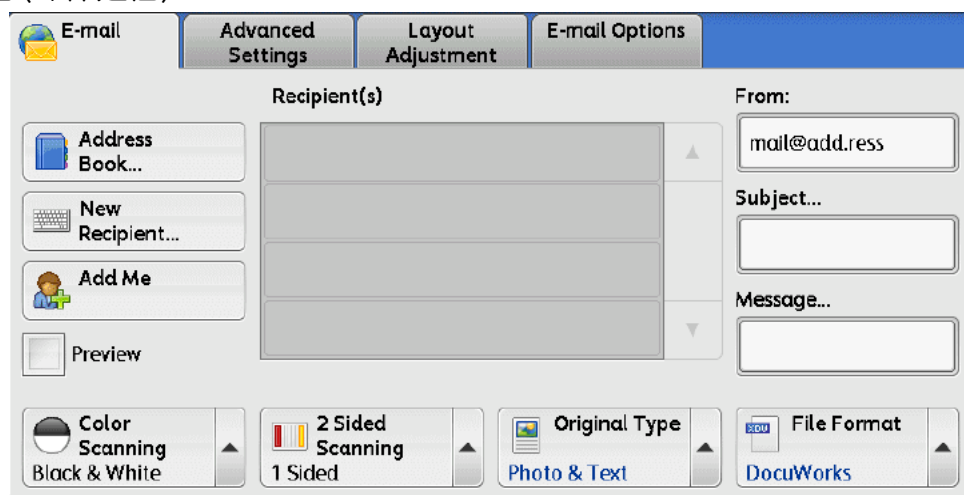 E-mail
Advanced
Settings
Layout
Adjustment
E-mail Options
Recipient(s)
From:
Address
Book...
mail@add.ress
New
Recipient...
Subject...
Add Me
Message...
Preview
Color
Scanning
Black & White
2 Sided
Scanning
1 Sided
Original Type
Photo & Text
XDW
File Format
DocuWorks